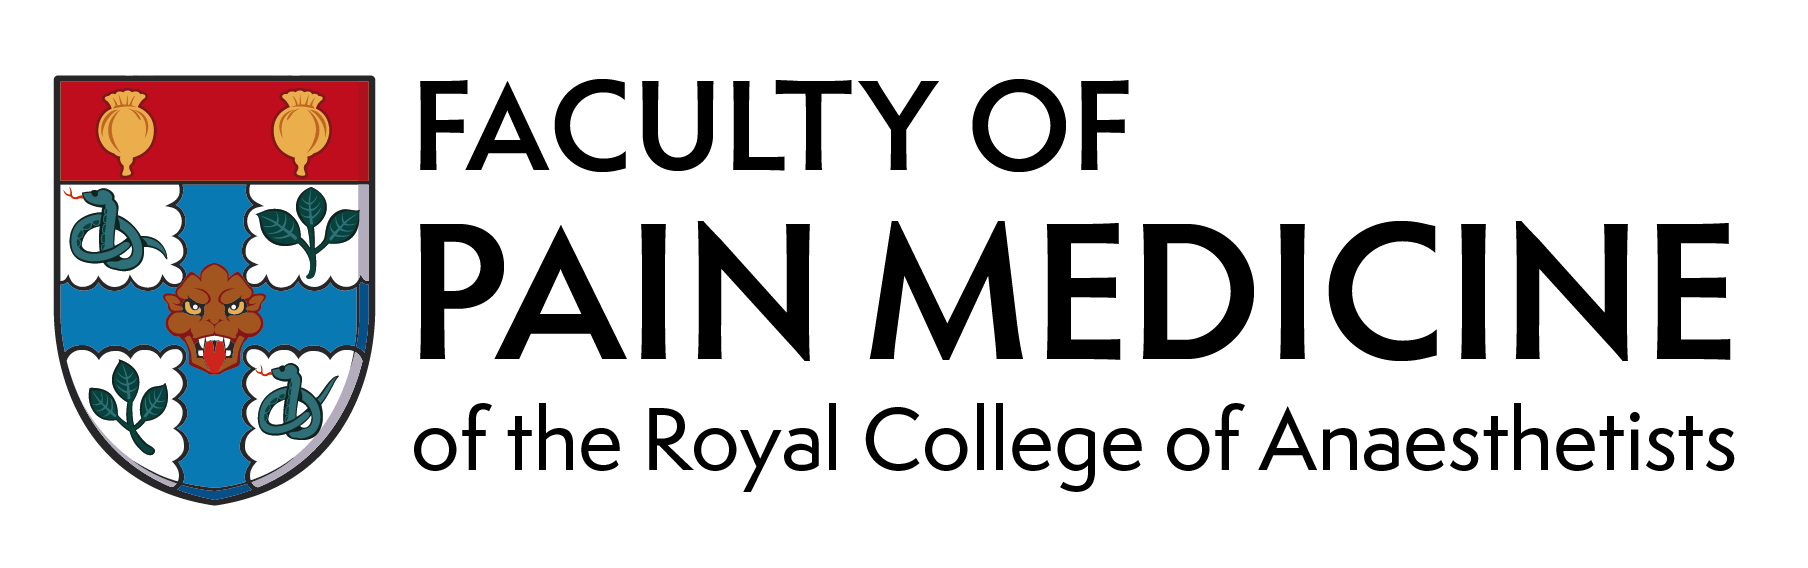 FACULTY OF
PAIN MEDICINE
of the Royal College of Anaesthetists